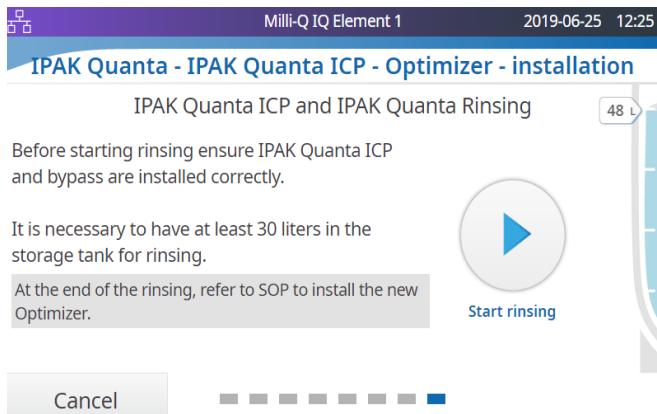 Milli-Q IQ Element 1 2019-06-25 12:25
IPAK Quanta - IPAK Quanta ICP - Optimizer - installation
IPAK Quanta ICP and IPAK Quanta Rinsing
48 L
Before starting rinsing ensure IPAK Quanta ICP
and bypass are installed correctly.
It is necessary to have at least 30 liters in the
storage tank for rinsing.
At the end of the rinsing, refer to SOP to install the new
Optimizer.
Start rinsing
Cancel